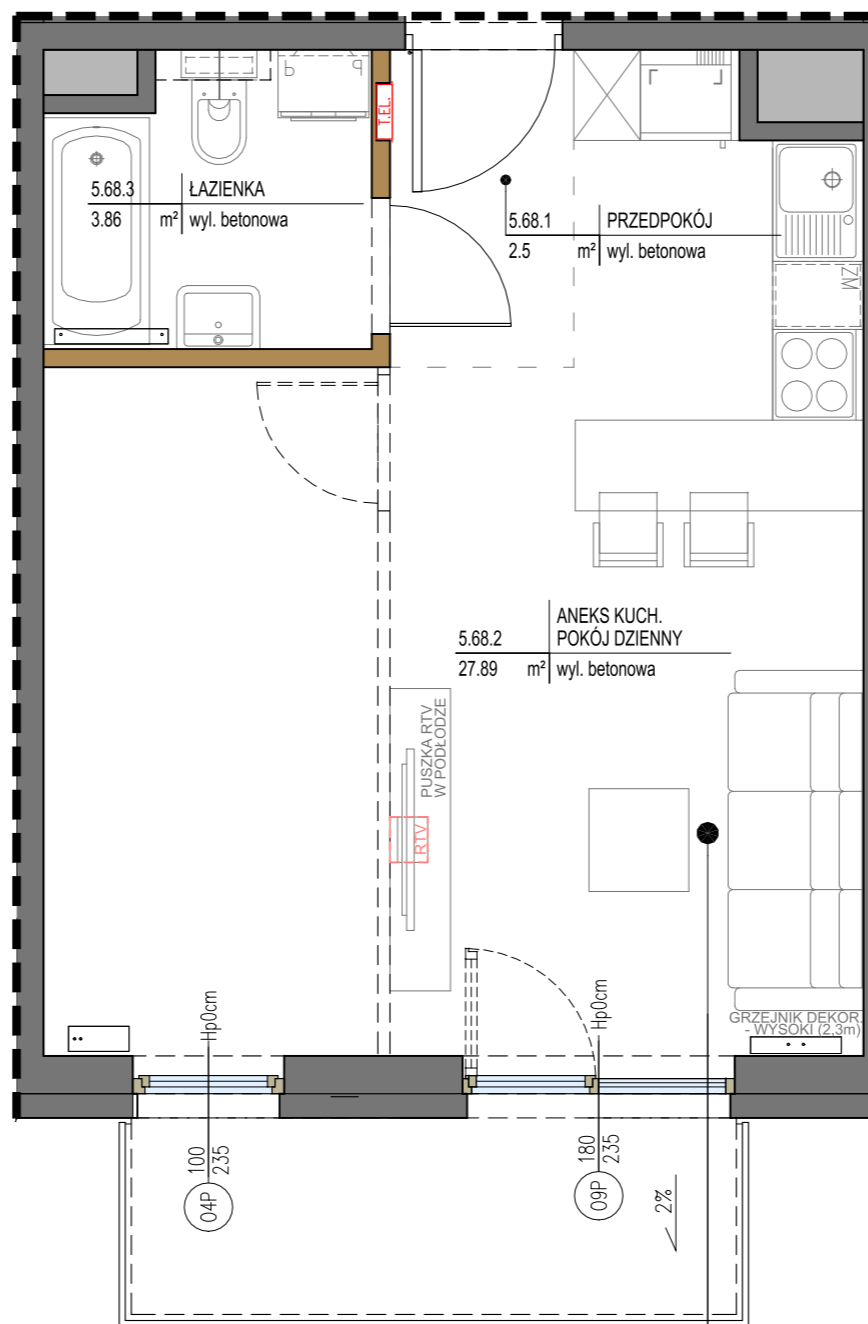 P P
T.EL.
5.68.3 ŁAZIENKA
3.86 m² wyl. betonowa
5.68.1 PRZEDPOKÓJ
2.5 m² wyl. betonowa
ZM
5.68.2 ANEKS KUCH.
POKÓJ DZIENNY
27.89 m² wyl. betonowa
PUSZKA RTV
W PODŁODZE
RTV
GRZEJNIK DEKOR.
- WYSOKI (2,3m)
Hp0cm
Hp0cm
100
235
04P
180
235
09P
2%